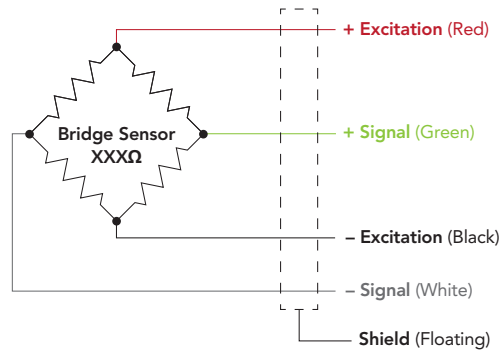 + Excitation (Red)
Bridge Sensor
XXXΩ
+ Signal (Green)
– Excitation (Black)
– Signal (White)
Shield (Floating)